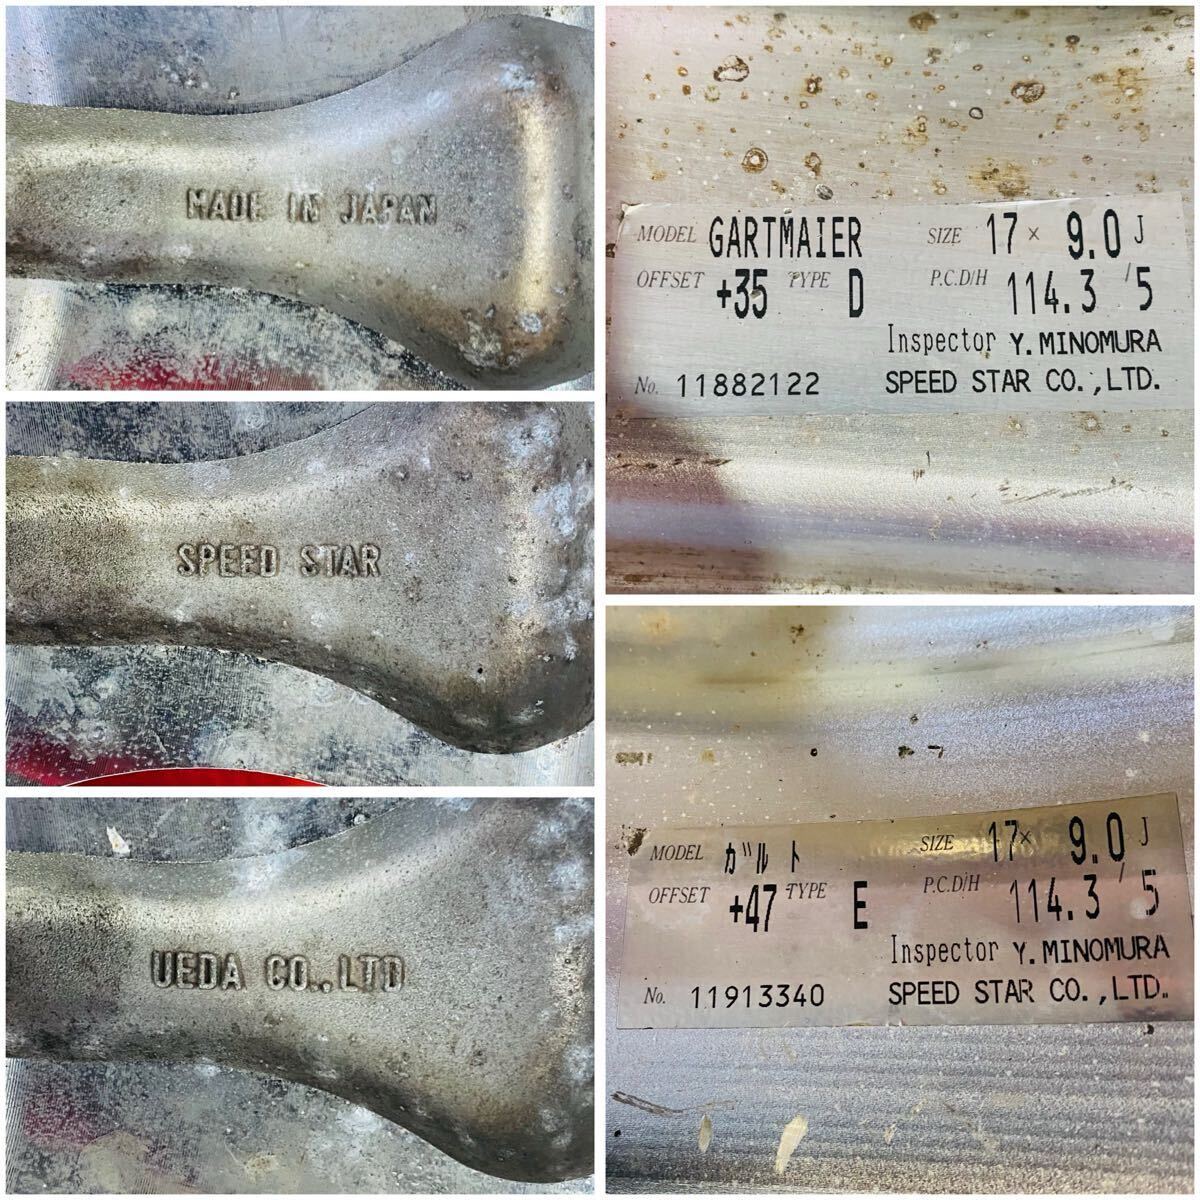 MADE IN JAPAN
SPEED STAR
UEDA CO., LTD
MODEL GARTMAIER SIZE 17 × 9.0 J
OFFSET +35 TYPE D P.C.D/H 114.3 / 5
Inspector Y. MINOMURA
No. 11882122 SPEED STAR CO.,LTD.
MODEL ガルト SIZE 17 × 9.0 J
OFFSET +47 TYPE E P.C.D/H 114.3 / 5
Inspector Y. MINOMURA
No. 11913340 SPEED STAR CO.,LTD.